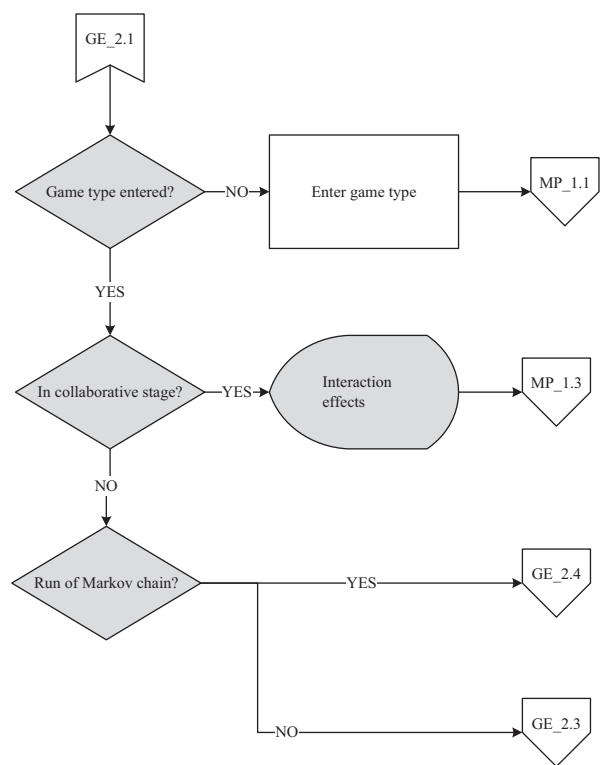 GE_2.1
Game type entered?
NO
Enter game type
MP_1.1
YES
In collaborative stage?
YES
Interaction
effects
MP_1.3
NO
Run of Markov chain?
YES
GE_2.4
NO
GE_2.3